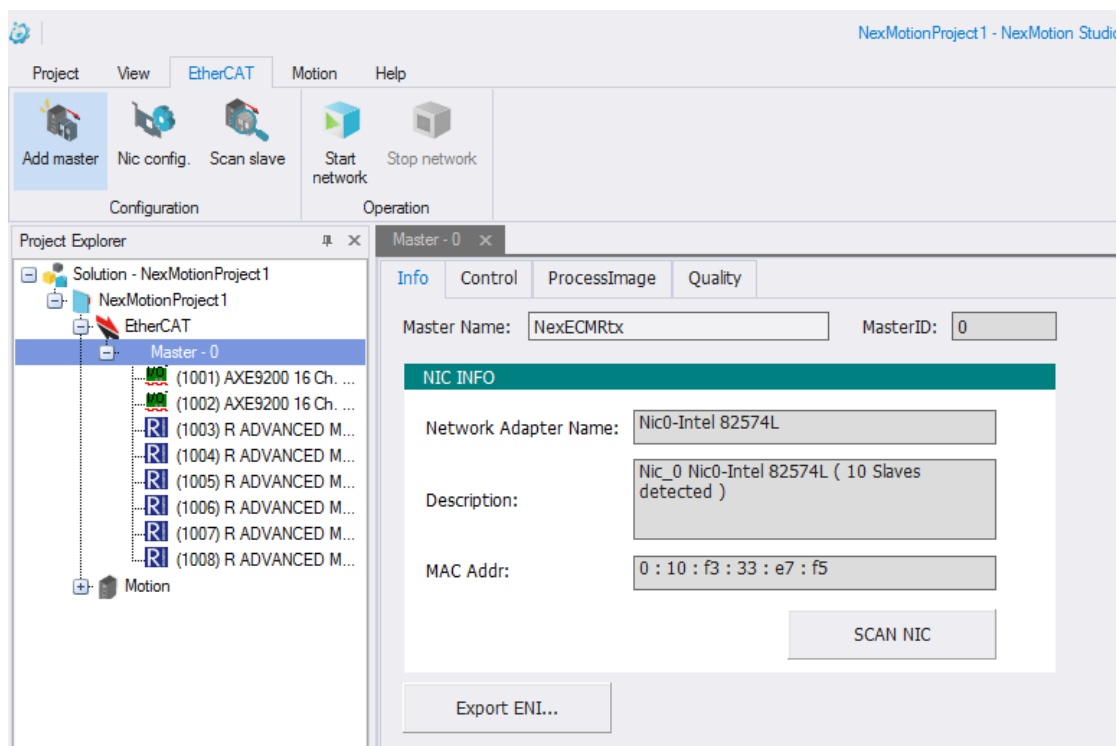 NexMotionProject1 - NexMotion Studio
Project View EtherCAT Motion Help
Add master Nic config. Scan slave Start network Stop network
Configuration Operation
Project Explorer
Solution - NexMotionProject1
NexMotionProject1
EtherCAT
Master - 0
(1001) AXE9200 16 Ch. ...
(1002) AXE9200 16 Ch. ...
(1003) R ADVANCED M...
(1004) R ADVANCED M...
(1005) R ADVANCED M...
(1006) R ADVANCED M...
(1007) R ADVANCED M...
(1008) R ADVANCED M...
Motion
Master - 0
Info Control ProcessImage Quality
Master Name: NexECMRtx MasterID: 0
NIC INFO
Network Adapter Name: Nic0-Intel 82574L
Description: Nic_0 Nic0-Intel 82574L ( 10 Slaves
detected )
MAC Addr: 0 : 10 : f3 : 33 : e7 : f5
SCAN NIC
Export ENI...